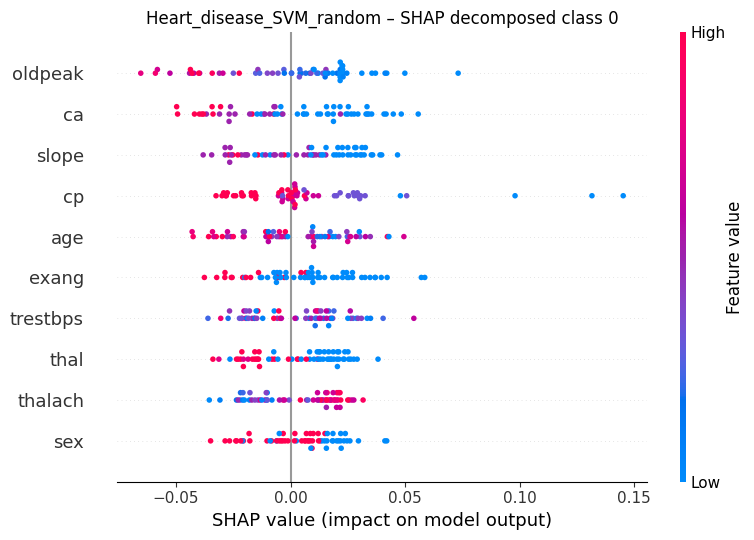 Heart_disease_SVM_random – SHAP decomposed class 0
High
oldpeak
ca
slope
cp
age
exang
trestbps
thal
thalach
sex
Feature value
Low
−0.05 0.00 0.05 0.10 0.15
SHAP value (impact on model output)